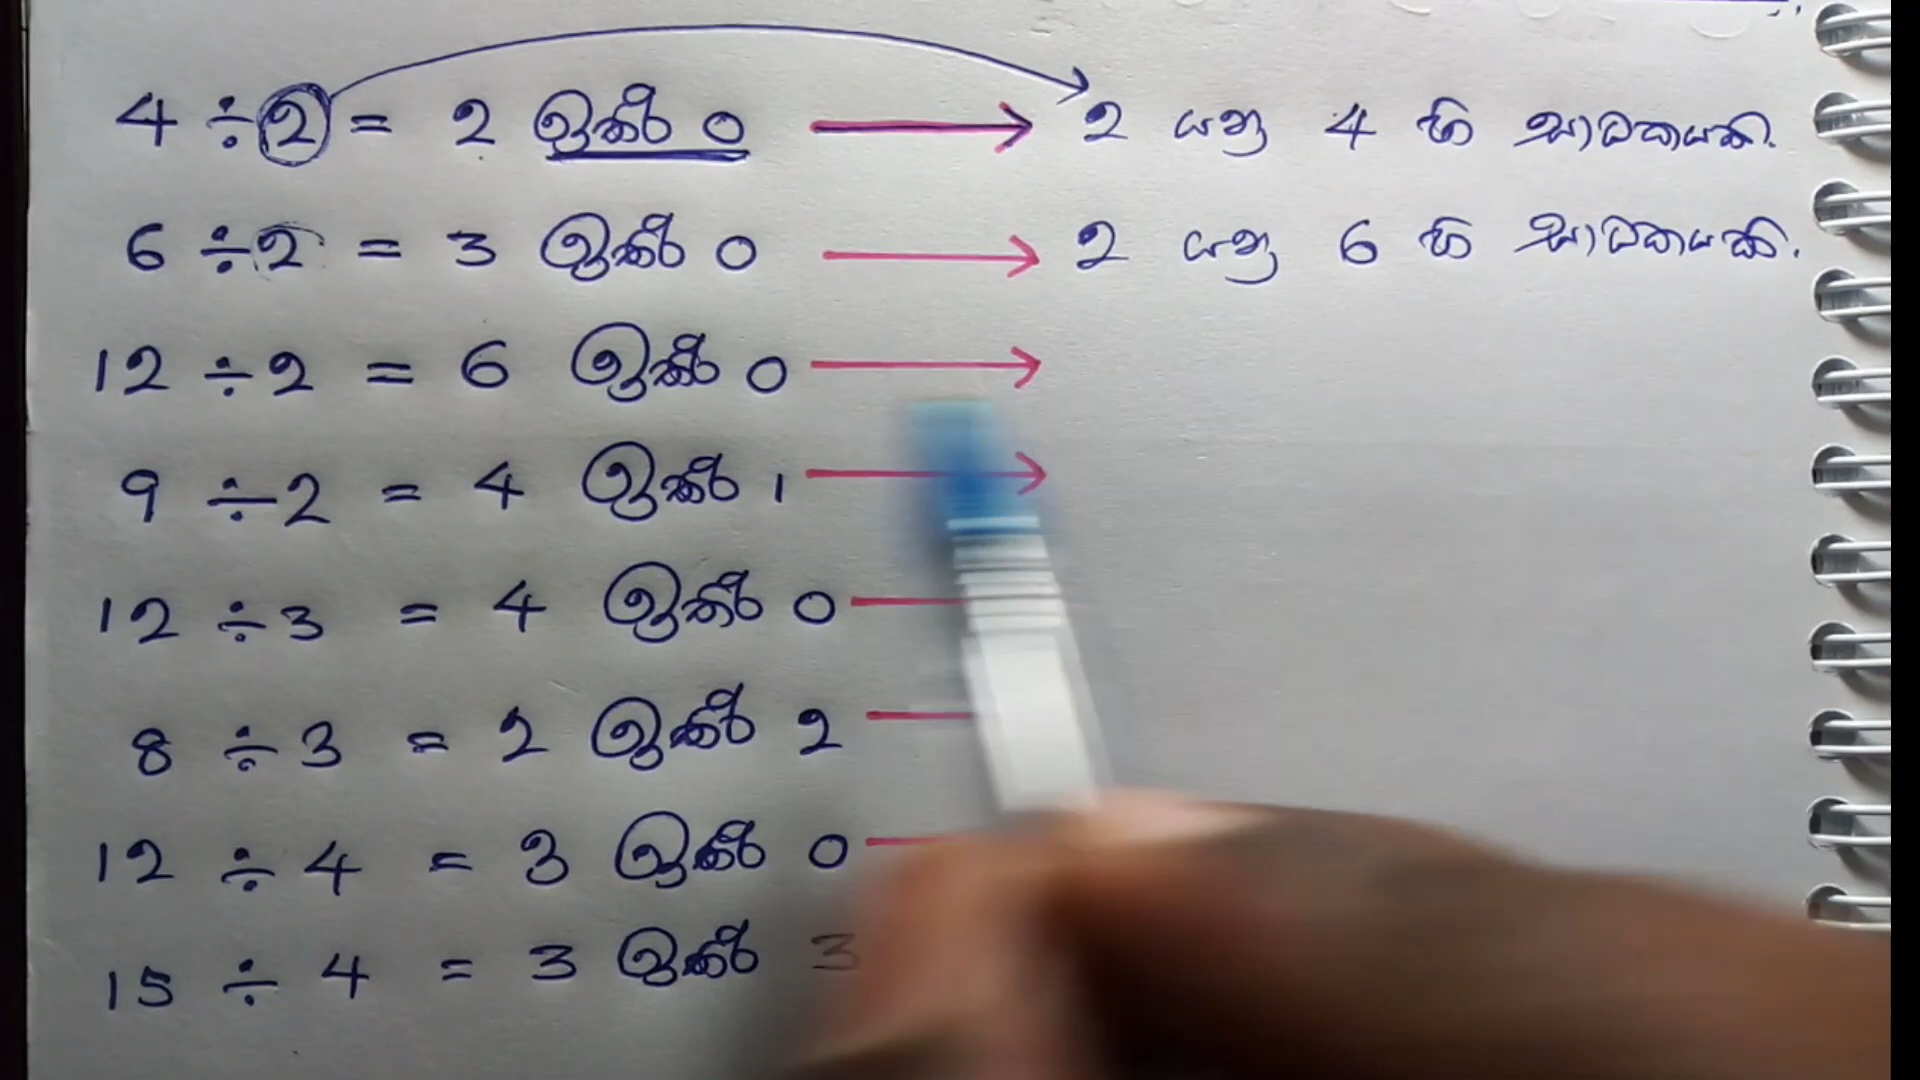 4 ÷ 2 = 2 ඉතිරි 0 → 2 යනු 4 හි සාධකයකි.
6 ÷ 2 = 3 ඉතිරි 0 → 2 යනු 6 හි සාධකයකි.
12 ÷ 2 = 6 ඉතිරි 0 →
9 ÷ 2 = 4 ඉතිරි 1 →
12 ÷ 3 = 4 ඉතිරි 0
8 ÷ 3 = 2 ඉතිරි 2
12 ÷ 4 = 3 ඉතිරි 0
15 ÷ 4 = 3 ඉතිරි 3